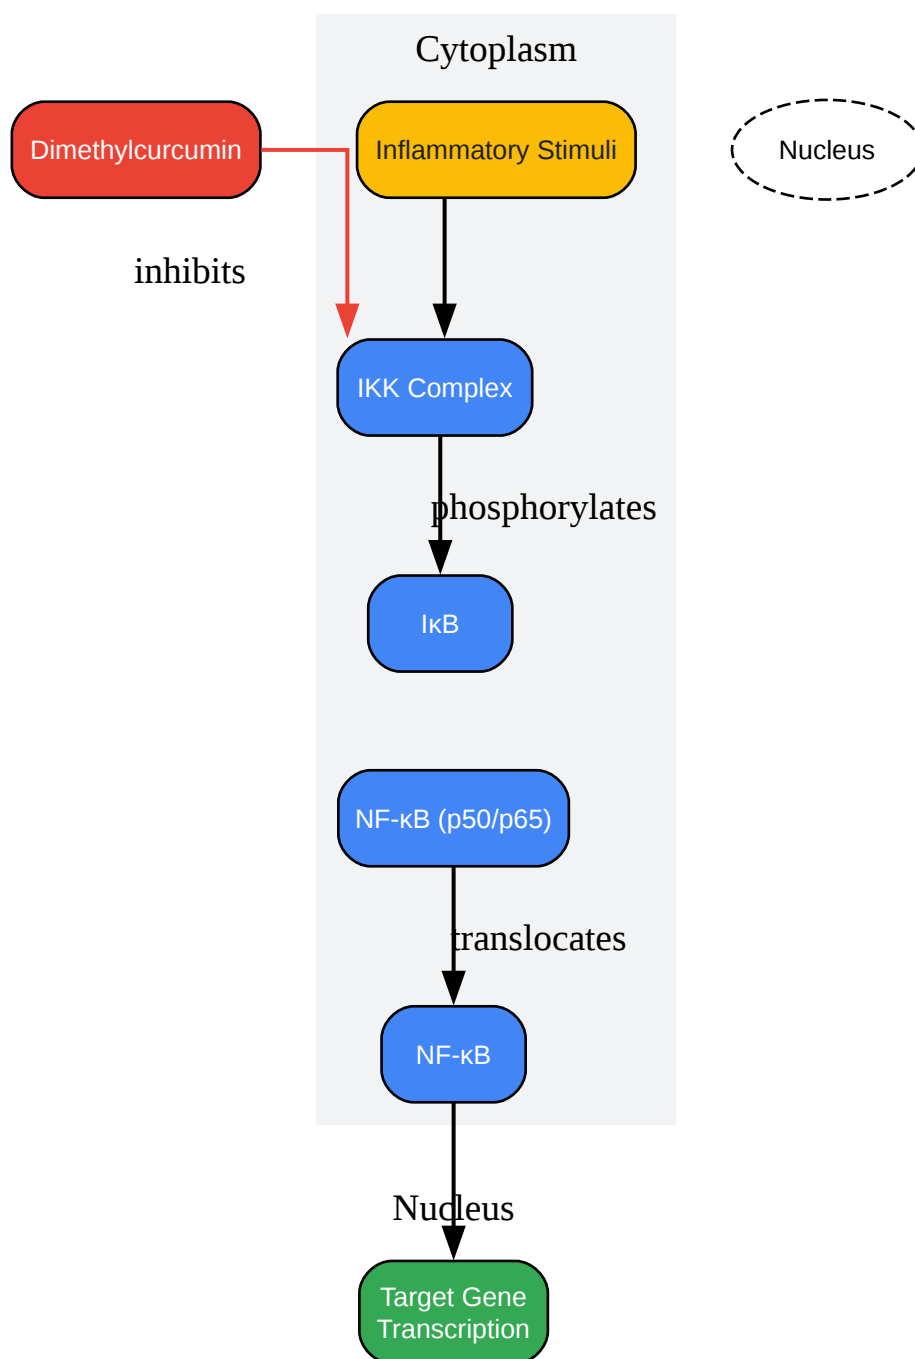 Cytoplasm
Dimethylcurcumin
Inflammatory Stimuli
Nucleus
inhibits
IKK Complex
phosphorylates
IκB
NF-κB (p50/p65)
translocates
NF-κB
Nucleus
Target Gene
Transcription